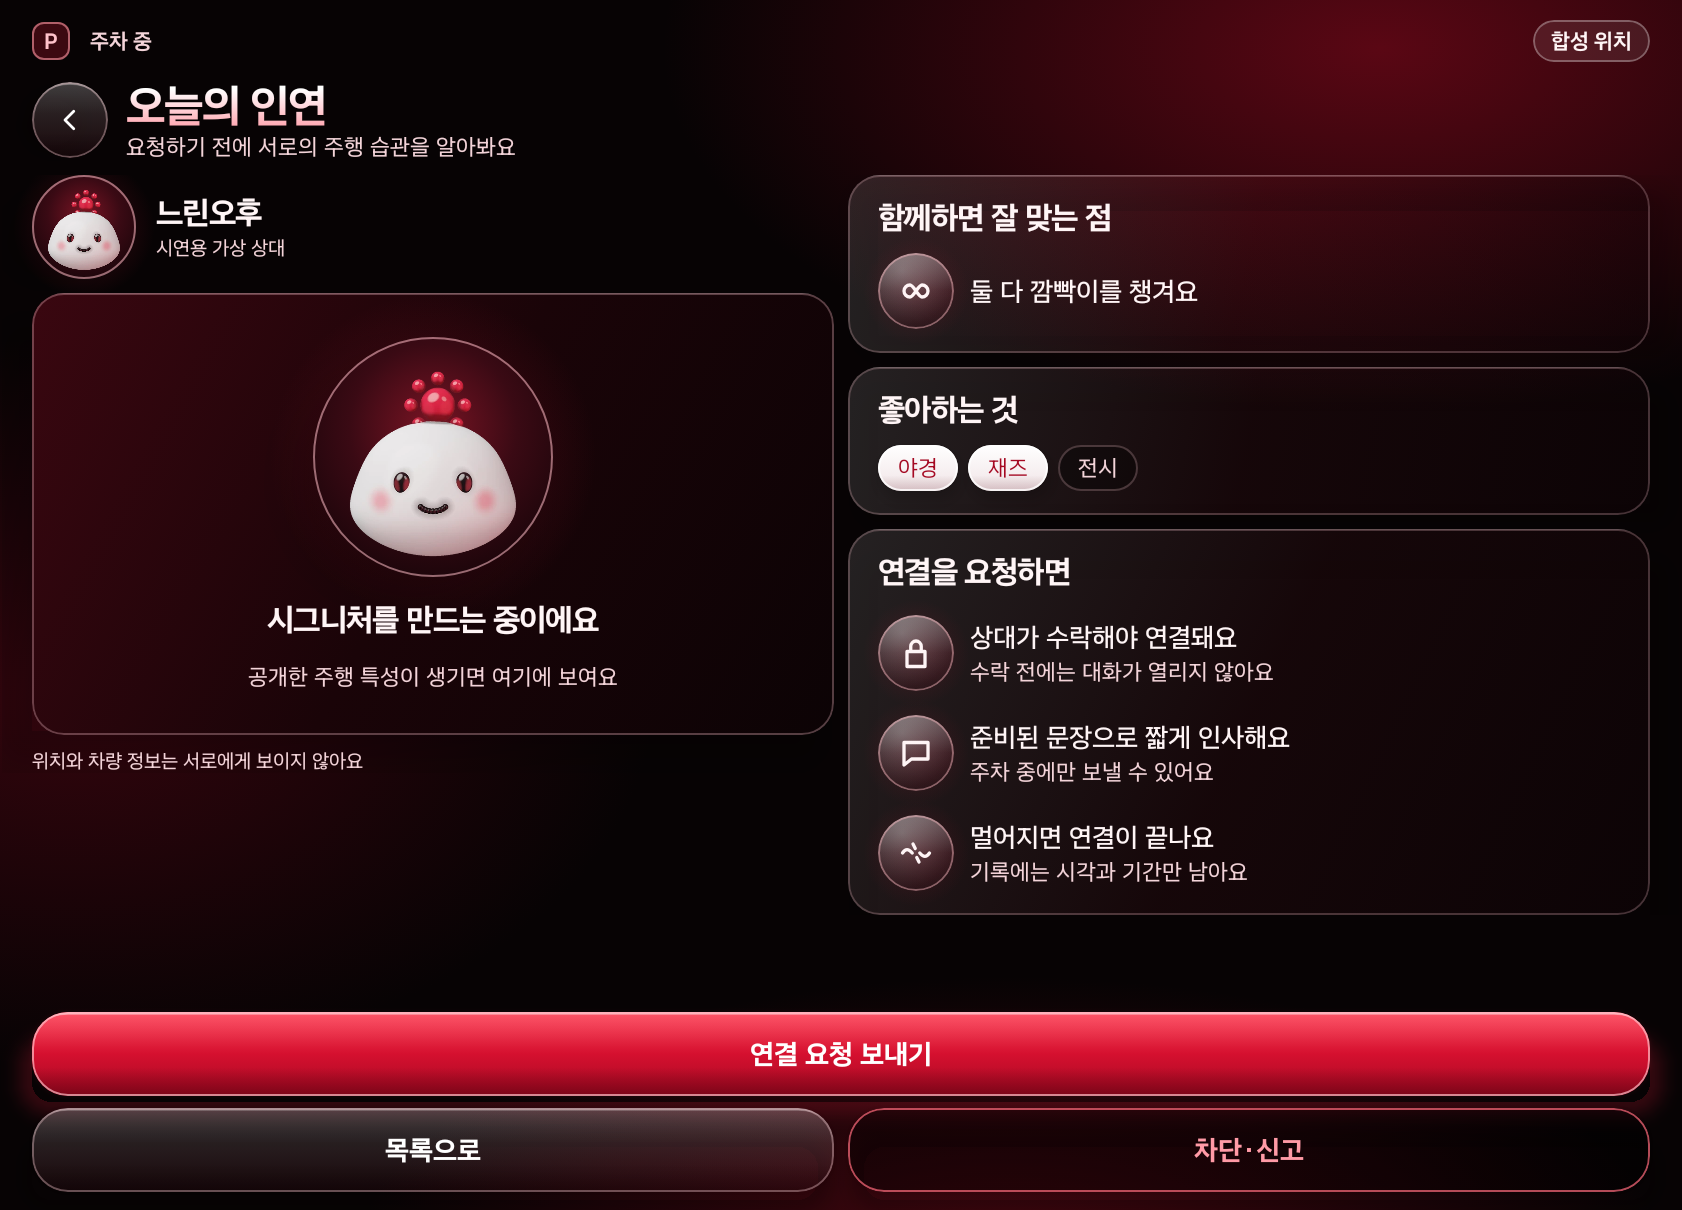 P 주차 중
합성 위치
오늘의 인연
요청하기 전에 서로의 주행 습관을 알아봐요
느린오후
시연용 가상 상대
시그니처를 만드는 중이에요
공개한 주행 특성이 생기면 여기에 보여요
위치와 차량 정보는 서로에게 보이지 않아요
함께하면 잘 맞는 점
둘 다 깜빡이를 챙겨요
좋아하는 것
야경 재즈 전시
연결을 요청하면
상대가 수락해야 연결돼요
수락 전에는 대화가 열리지 않아요
준비된 문장으로 짧게 인사해요
주차 중에만 보낼 수 있어요
멀어지면 연결이 끝나요
기록에는 시각과 기간만 남아요
연결 요청 보내기
목록으로
차단·신고